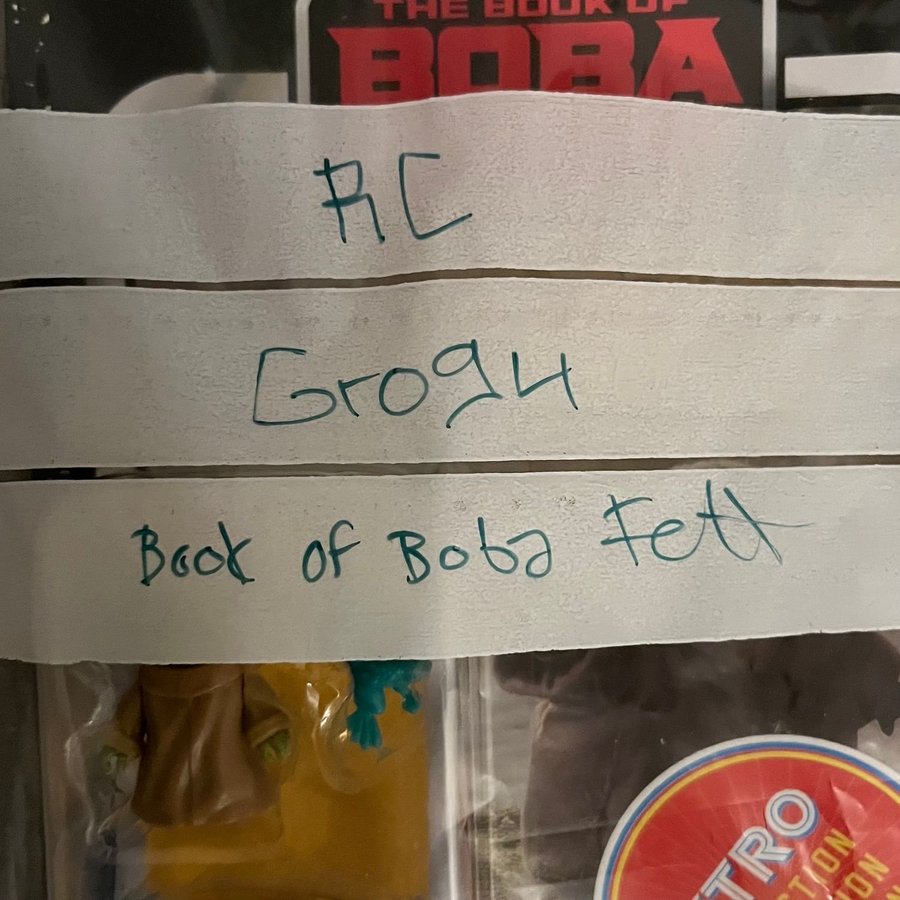 THE BOOK OF
BOBA
RC
Grogu
Book of Boba Fett